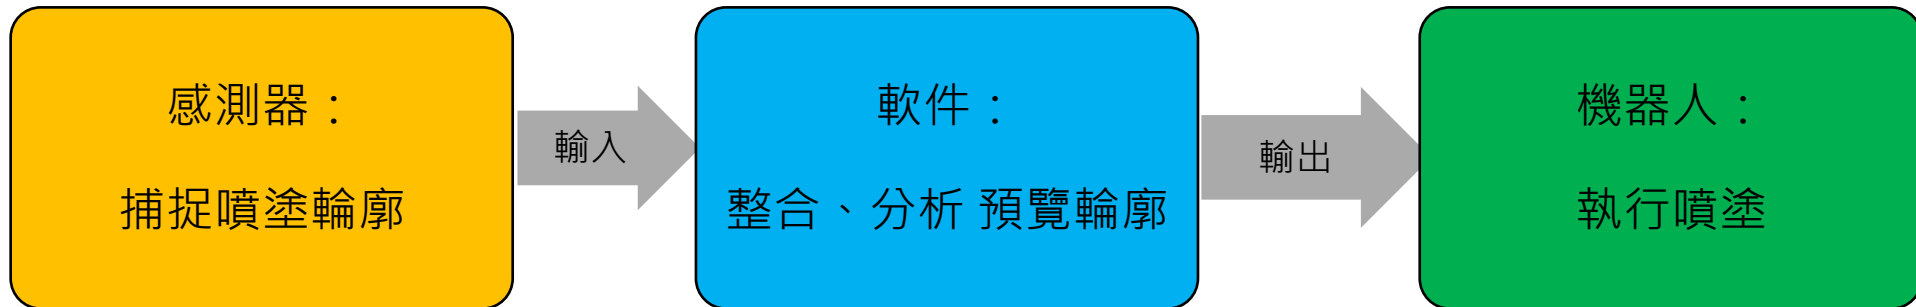 感測器：
捕捉噴塗輪廓
輸入
軟件：
整合、分析 預覽輪廓
輸出
機器人：
執行噴塗